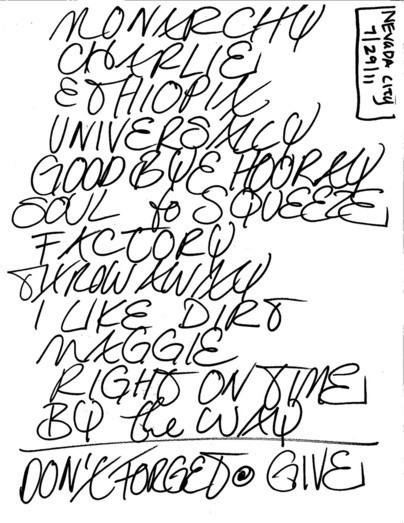 MONARCHY
CHARLIE
ETHIOPIA
UNIVERSALLY
GOODBYE HOORAY
SOUL to SQUEEZE
FACTORY
THROW AWAY
I LIKE DIRT
MAGGIE
RIGHT ON TIME
BY the WAY
DON'T FORGET @ GIVE
NEVADA CITY
7/29/11